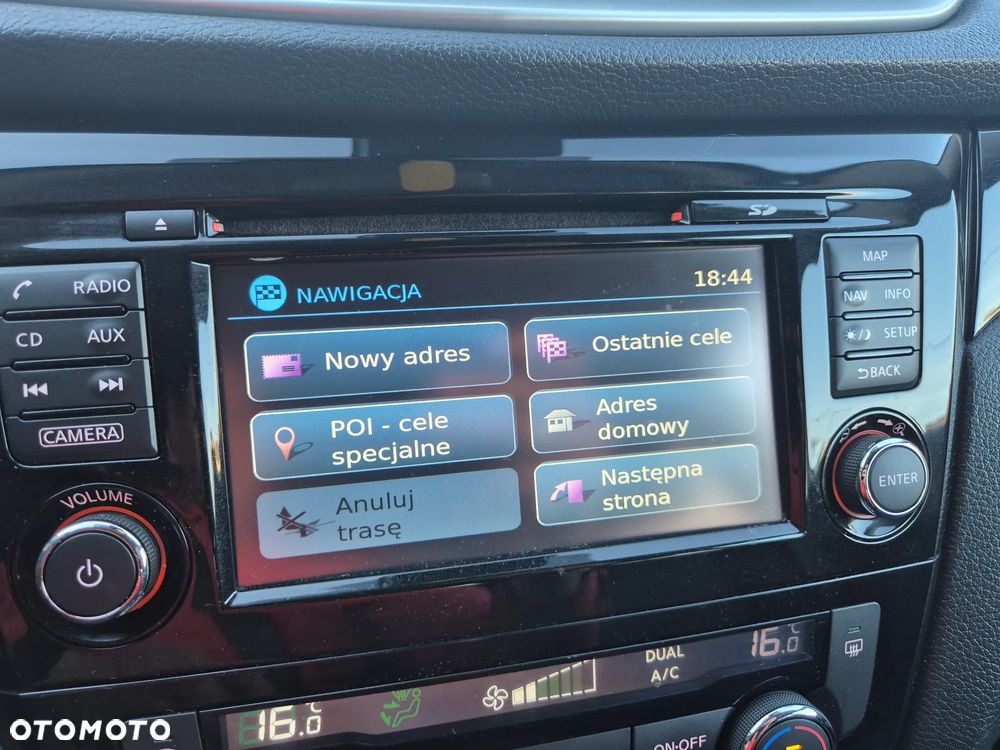 SD
RADIO
CD AUX
CAMERA
VOLUME
NAWIGACJA 18:44
Nowy adres
Ostatnie cele
POI - cele
specjalne
Adres
domowy
Anuluj
trasę
Następna
strona
MAP
NAV INFO
SETUP
BACK
ENTER
16.0 °C
DUAL
A/C
16.0 °C
ON·OFF
OTOMOTO